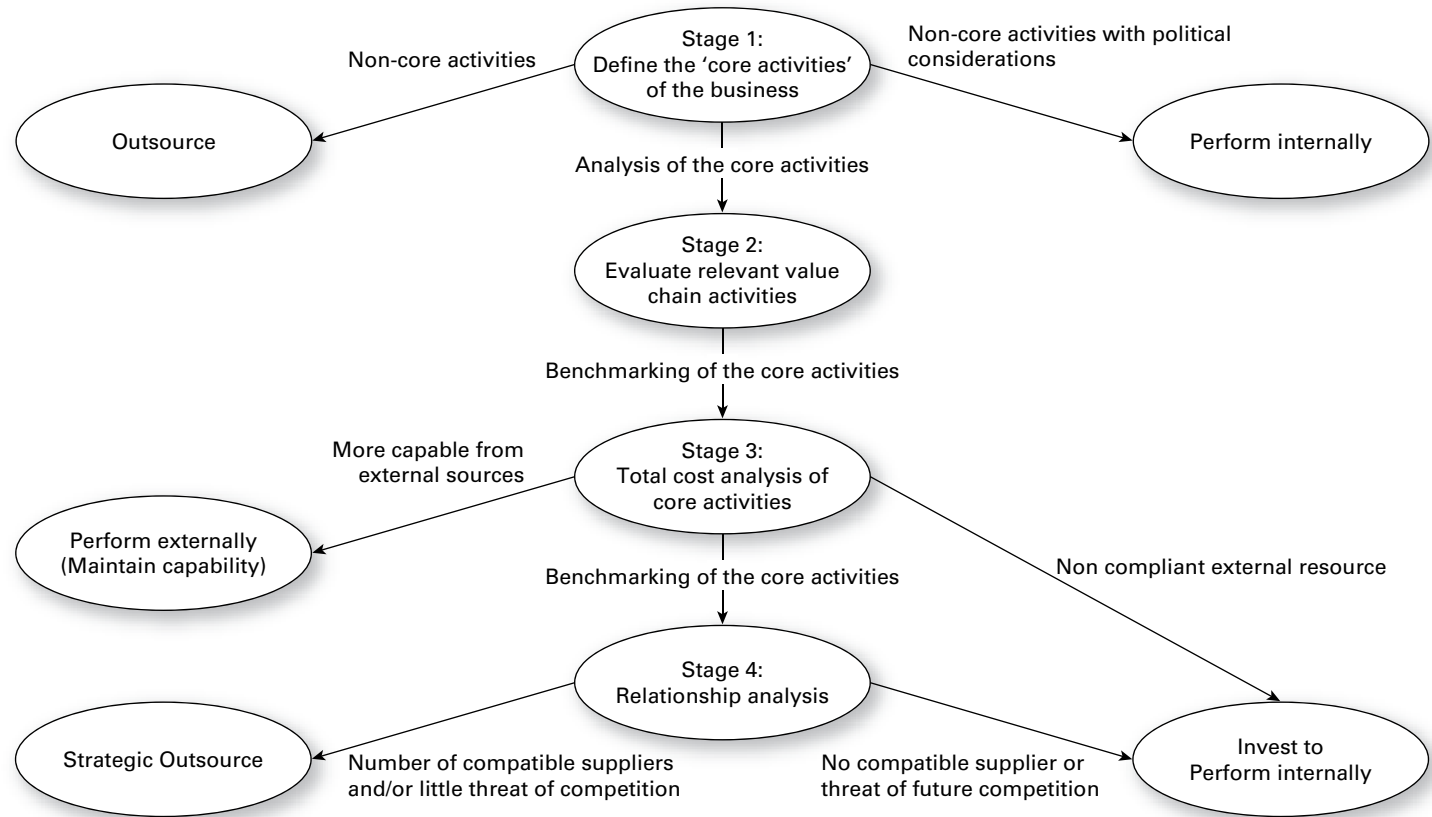 Stage 1:
Define the ‘core activities’
of the business
Non-core activities
Non-core activities with political
considerations
Outsource
Perform internally
Analysis of the core activities
Stage 2:
Evaluate relevant value
chain activities
Benchmarking of the core activities
Stage 3:
Total cost analysis of
core activities
More capable from
external sources
Perform externally
(Maintain capability)
Non compliant external resource
Benchmarking of the core activities
Stage 4:
Relationship analysis
Strategic Outsource
Number of compatible suppliers
and/or little threat of competition
No compatible supplier or
threat of future competition
Invest to
Perform internally